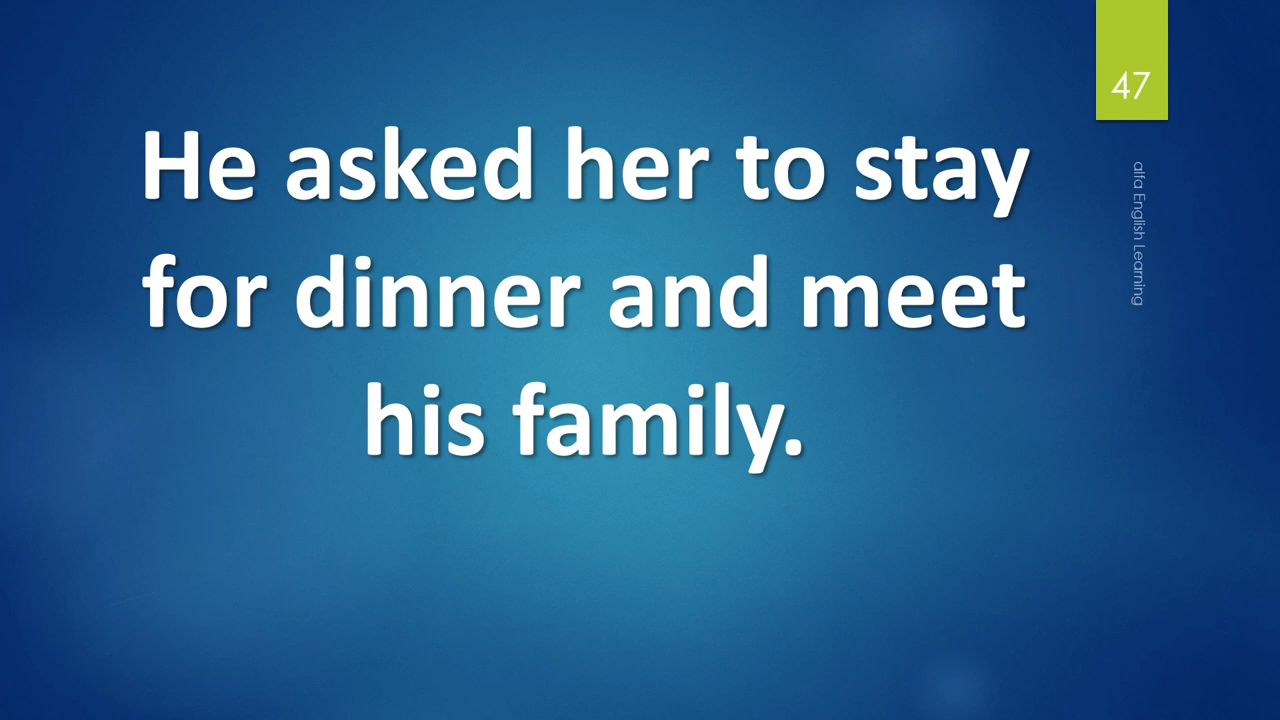 47
He asked her to stay
for dinner and meet
his family.
alfa English Learning